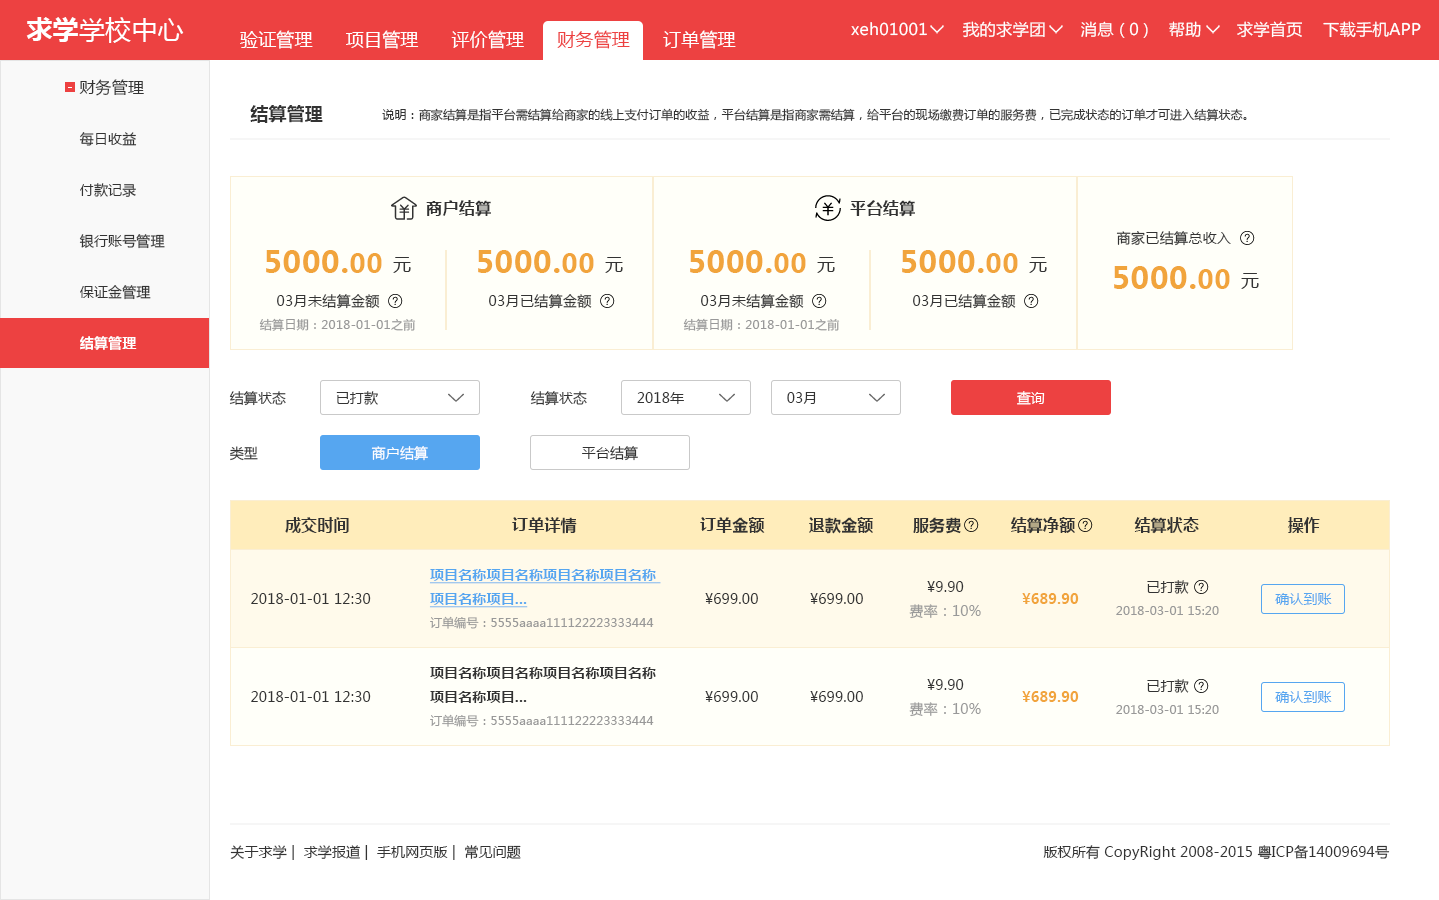 求学学校中心
验证管理 项目管理 评价管理 财务管理 订单管理
xeh01001 我的求学团 消息（0） 帮助 求学首页 下载手机APP
财务管理
每日收益
付款记录
银行账号管理
保证金管理
结算管理
结算管理 说明：商家结算是指平台需结算给商家的线上支付订单的收益，平台结算是指商家需结算，给平台的现场缴费订单的服务费，已完成状态的订单才可进入结算状态。
商户结算
5000.00 元 5000.00 元
03月未结算金额 ? 03月已结算金额 ?
结算日期：2018-01-01之前
平台结算
5000.00 元 5000.00 元
03月未结算金额 ? 03月已结算金额 ?
结算日期：2018-01-01之前
商家已结算总收入 ?
5000.00 元
结算状态 已打款 结算状态 2018年 03月 查询
类型 商户结算 平台结算
成交时间 订单详情 订单金额 退款金额 服务费? 结算净额? 结算状态 操作
2018-01-01 12:30
项目名称项目名称项目名称项目名称
项目名称项目...
订单编号：5555aaaa111122223333444
¥699.00 ¥699.00
¥9.90
费率：10%
¥689.90
已打款 ?
2018-03-01 15:20
确认到账
2018-01-01 12:30
项目名称项目名称项目名称项目名称
项目名称项目...
订单编号：5555aaaa111122223333444
¥699.00 ¥699.00
¥9.90
费率：10%
¥689.90
已打款 ?
2018-03-01 15:20
确认到账
关于求学 | 求学报道 | 手机网页版 | 常见问题
版权所有 CopyRight 2008-2015 粤ICP备14009694号